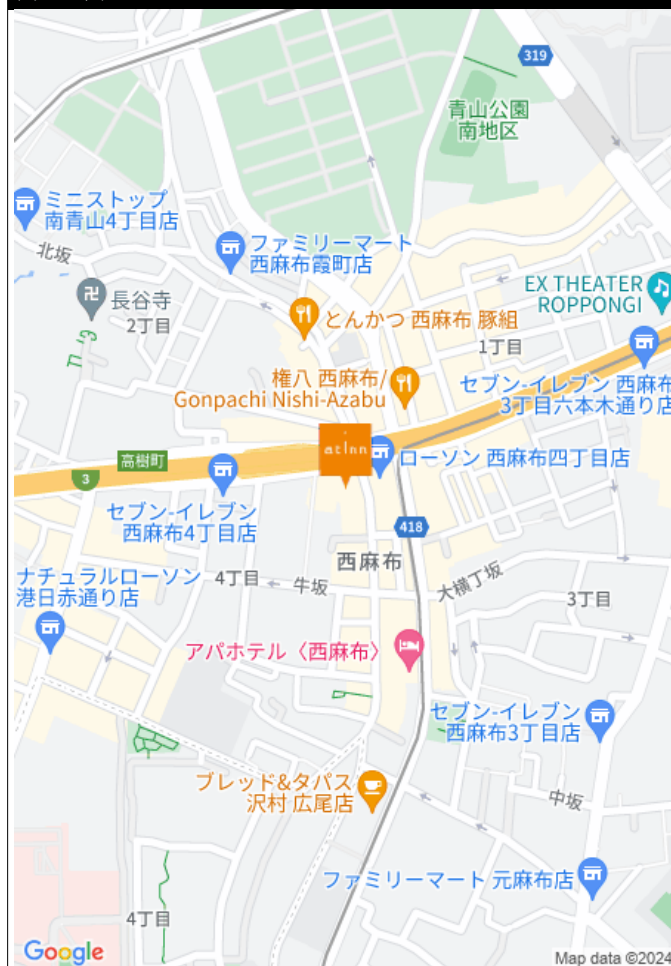 319
青山公園
南地区
ミニストップ
南青山4丁目店
北坂
ファミリーマート
西麻布霞町店
EX THEATER
ROPPONGI
長谷寺
2丁目
とんかつ 西麻布 豚組
1丁目
権八 西麻布/
Gonpachi Nishi-Azabu
セブン-イレブン 西麻布
3丁目六本木通り店
at Inn
高樹町
3
ローソン 西麻布四丁目店
セブン-イレブン
西麻布4丁目店
418
西麻布
ナチュラルローソン
港日赤通り店
4丁目
牛坂
大横丁坂
3丁目
アパホテル〈西麻布〉
セブン-イレブン
西麻布3丁目店
ブレッド&タパス
沢村 広尾店
中坂
ファミリーマート 元麻布店
4丁目
Google
Map data ©2024